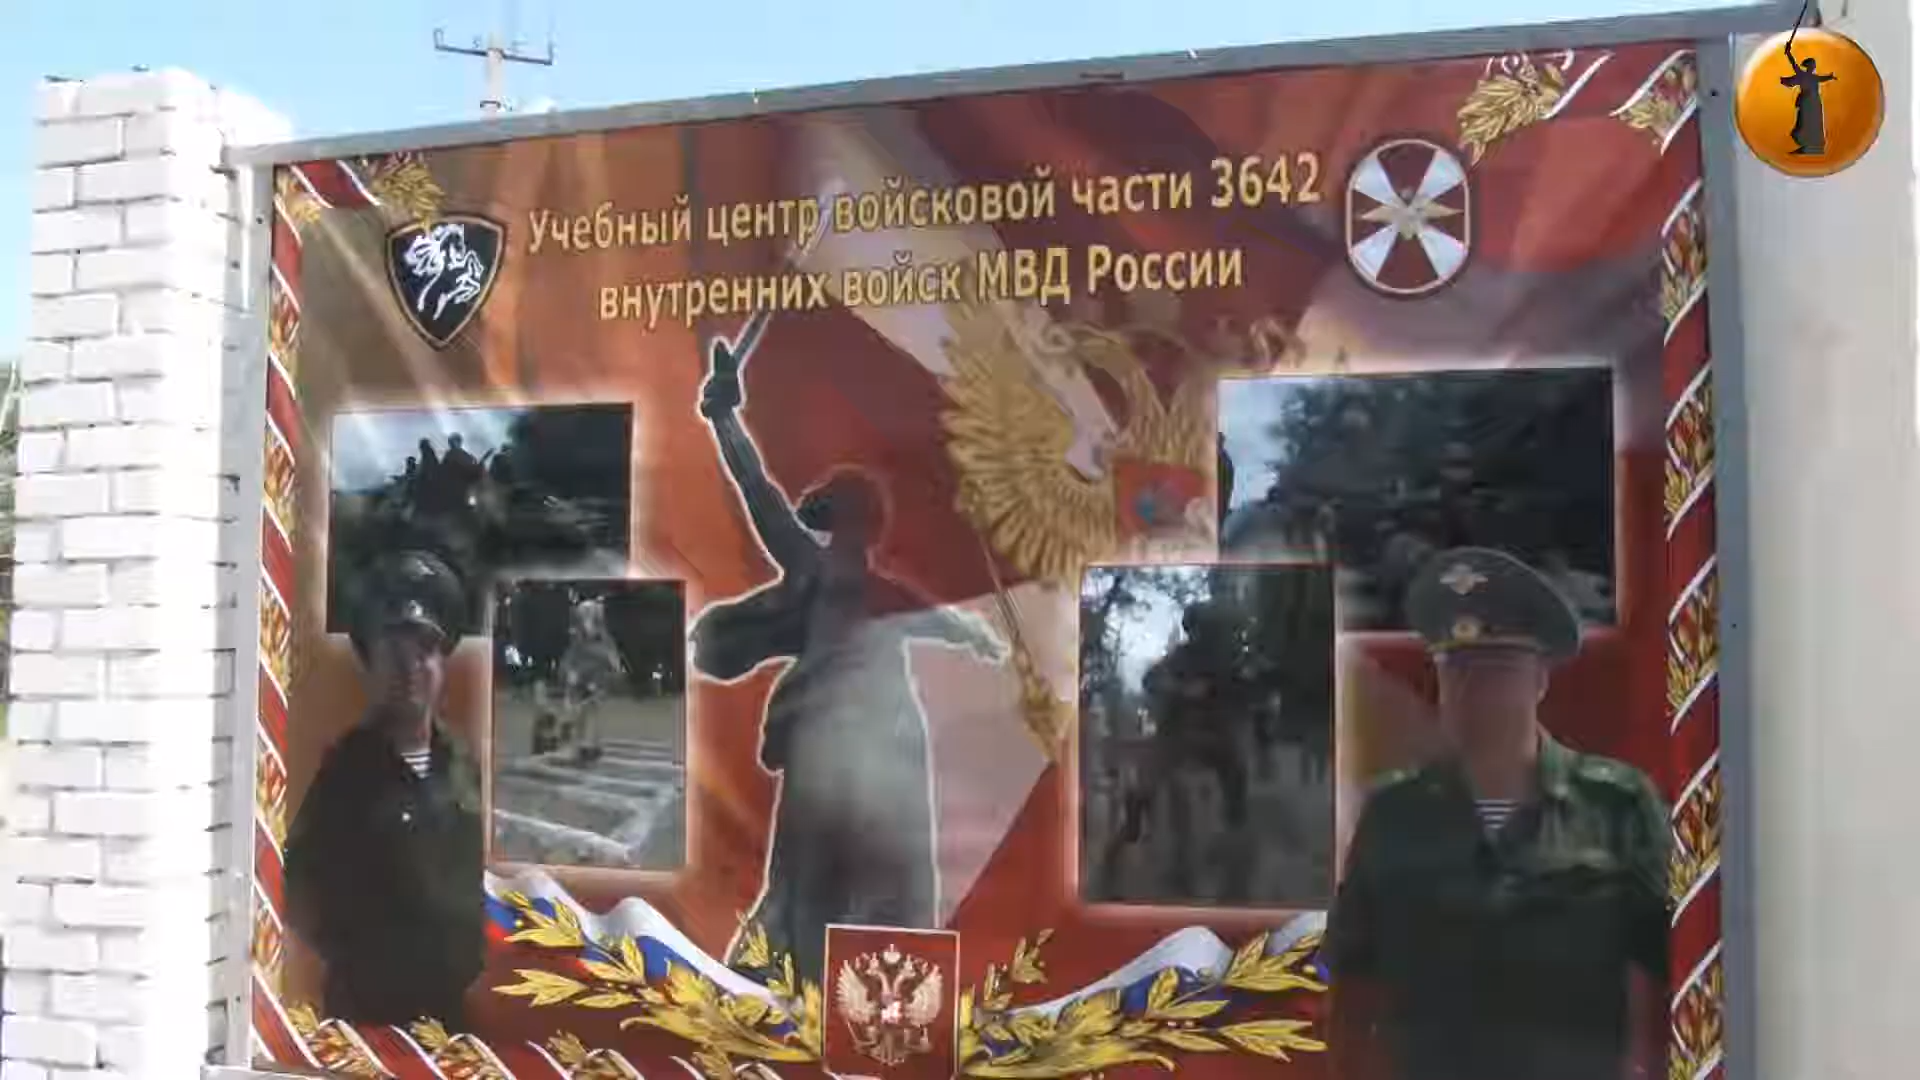 Учебный центр войсковой части 3642
внутренних войск МВД России